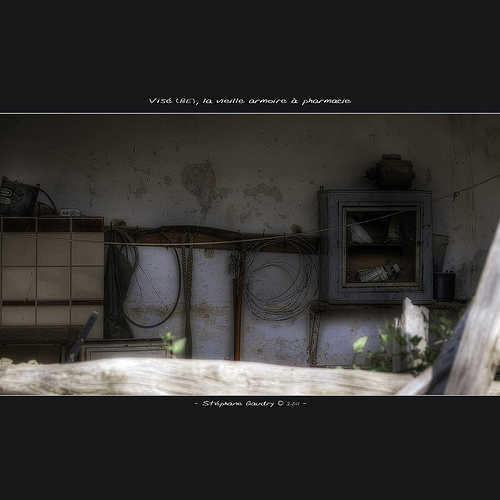 Visé (BE), la vieille armoire à pharmacie
- Stéphane Gaudry © 2011 -